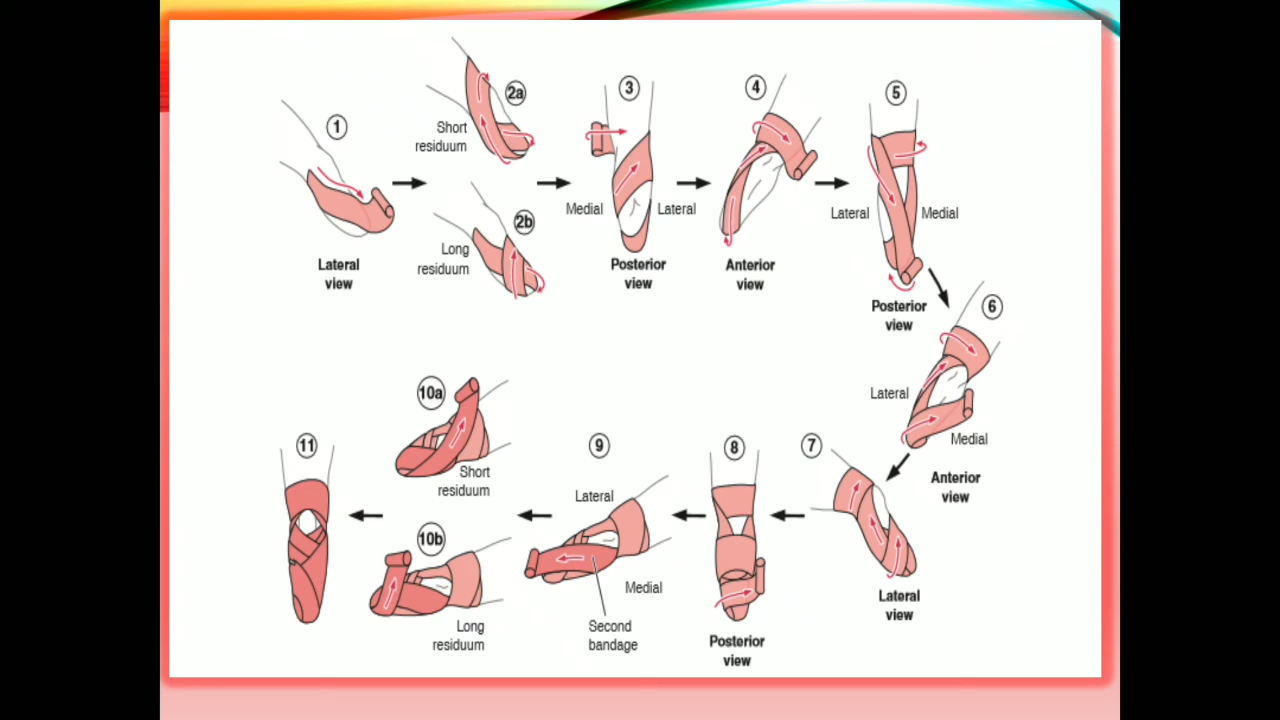 1
Lateral
view
2a
Short
residuum
2b
Long
residuum
3
Medial
Lateral
Posterior
view
4
Anterior
view
5
Lateral
Medial
Posterior
view
6
Lateral
Medial
Anterior
view
7
Lateral
view
8
Posterior
view
9
Lateral
Medial
Second
bandage
10a
Short
residuum
10b
Long
residuum
11